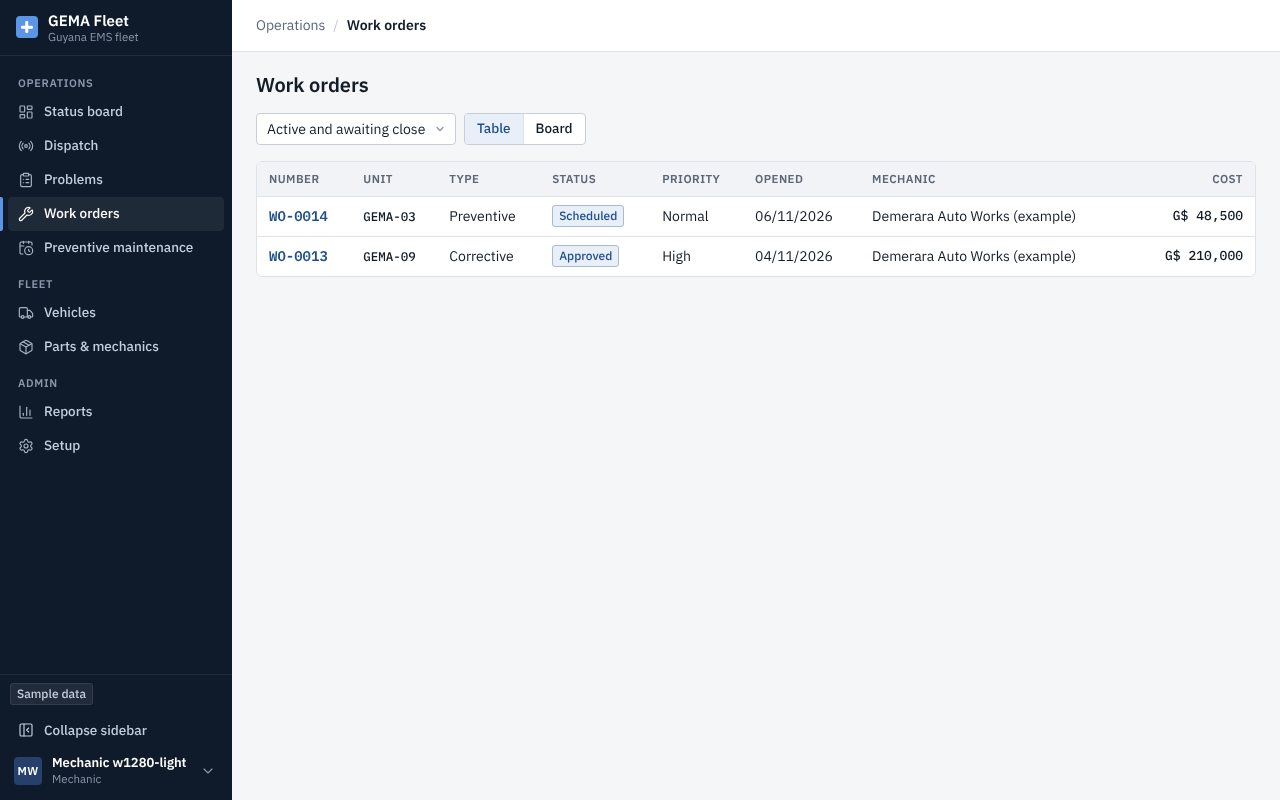 GEMA Fleet
Guyana EMS fleet
OPERATIONS
Status board
Dispatch
Problems
Work orders
Preventive maintenance
FLEET
Vehicles
Parts & mechanics
ADMIN
Reports
Setup
Sample data
Collapse sidebar
MW
Mechanic w1280-light
Mechanic
Operations / Work orders
Work orders
Active and awaiting close Table Board
NUMBER UNIT TYPE STATUS PRIORITY OPENED MECHANIC COST
WO-0014 GEMA-03 Preventive Scheduled Normal 06/11/2026 Demerara Auto Works (example) G$ 48,500
WO-0013 GEMA-09 Corrective Approved High 04/11/2026 Demerara Auto Works (example) G$ 210,000